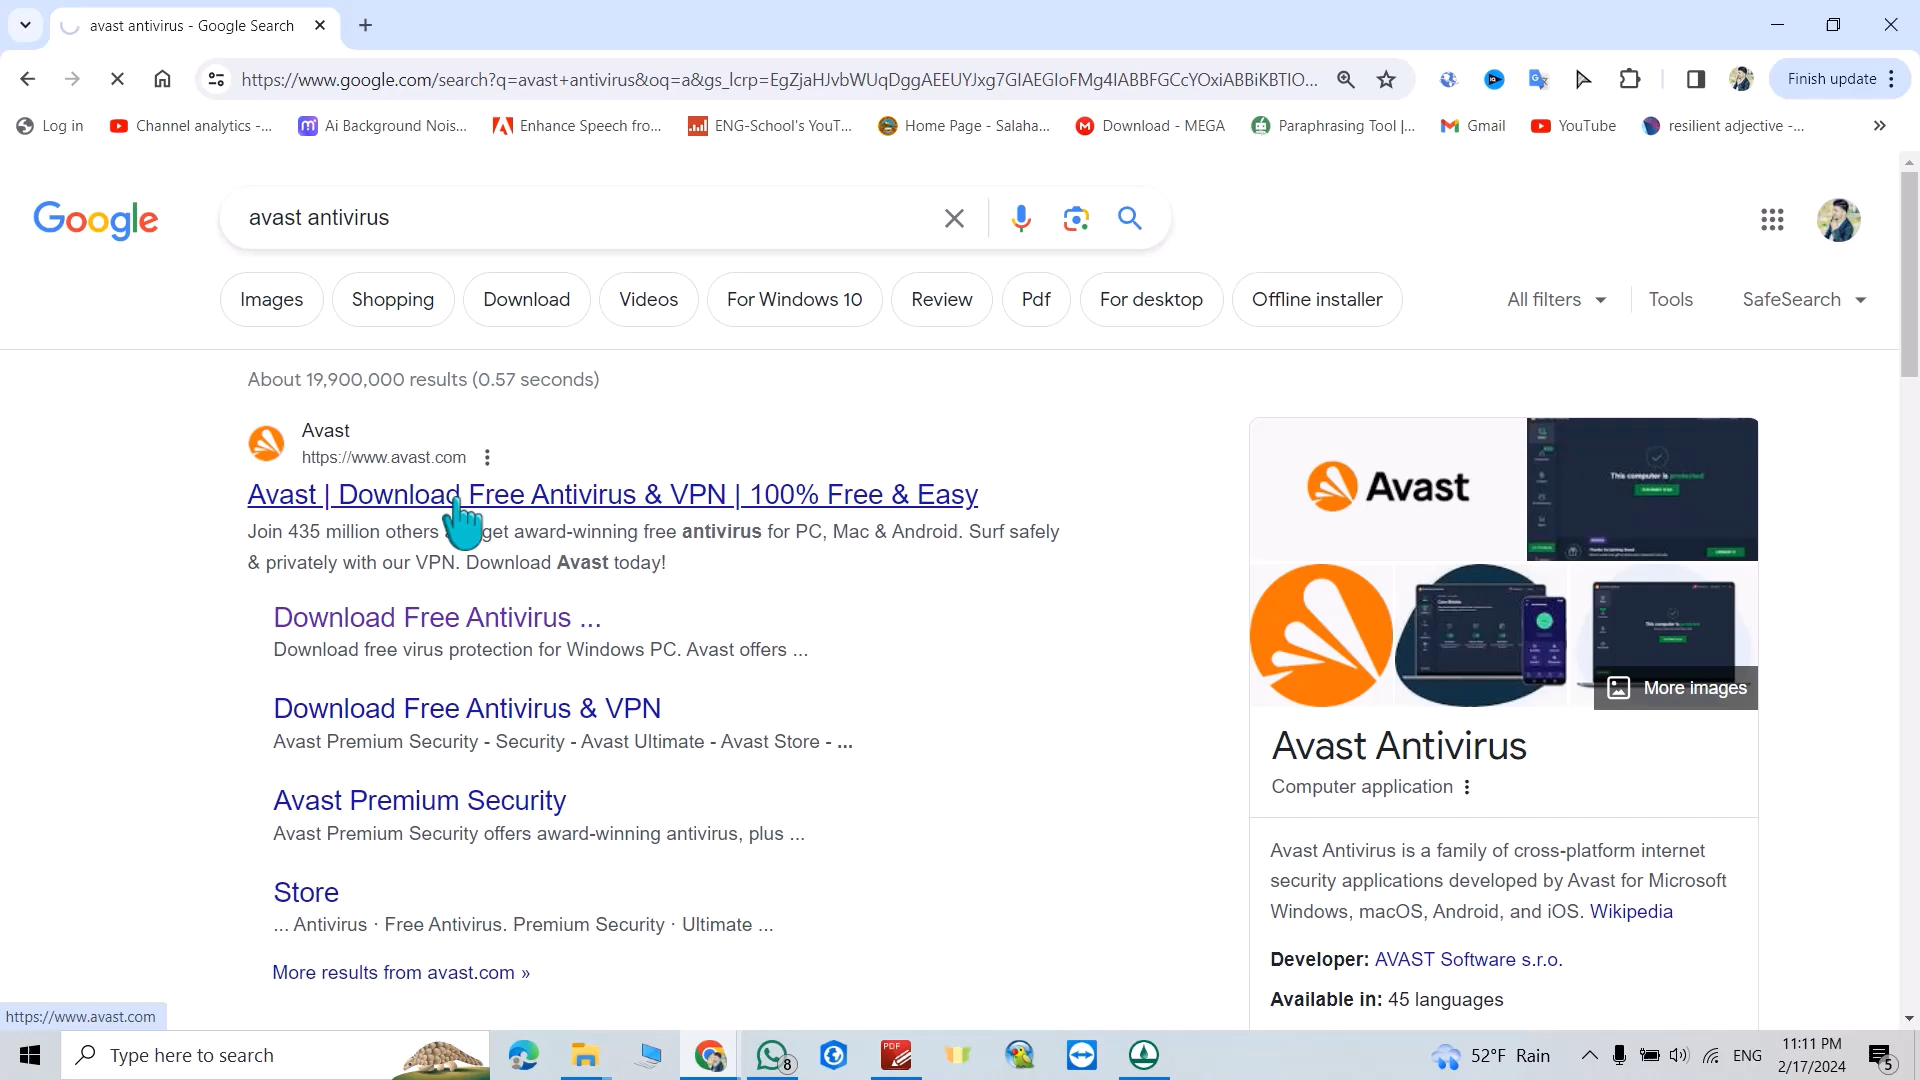 avast antivirus - Google Search
https://www.google.com/search?q=avast+antivirus&oq=a&gs_lcrp=EgZjaHJvbWUqDggAEEUYJxg7GIAEGIoFMg4IABBFGCcYOxiABBiKBTIO...
Finish update
Log in
Channel analytics -...
Ai Background Nois...
Enhance Speech fro...
ENG-School's YouT...
Home Page - Salaha...
Download - MEGA
Paraphrasing Tool |...
Gmail
YouTube
resilient adjective -...
Google
avast antivirus
Images
Shopping
Download
Videos
For Windows 10
Review
Pdf
For desktop
Offline installer
All filters
Tools
SafeSearch
About 19,900,000 results (0.57 seconds)
Avast
https://www.avast.com
Avast | Download Free Antivirus & VPN | 100% Free & Easy
Join 435 million others get award-winning free antivirus for PC, Mac & Android. Surf safely
& privately with our VPN. Download Avast today!
Download Free Antivirus ...
Download free virus protection for Windows PC. Avast offers ...
Download Free Antivirus & VPN
Avast Premium Security - Security - Avast Ultimate - Avast Store - ...
Avast Premium Security
Avast Premium Security offers award-winning antivirus, plus ...
Store
... Antivirus · Free Antivirus. Premium Security · Ultimate ...
More results from avast.com »
Avast
This computer is protected
More images
Avast Antivirus
Computer application
Avast Antivirus is a family of cross-platform internet
security applications developed by Avast for Microsoft
Windows, macOS, Android, and iOS. Wikipedia
Developer: AVAST Software s.r.o.
Available in: 45 languages
https://www.avast.com
Type here to search
PDF
8
52°F Rain
ENG
11:11 PM
2/17/2024
5